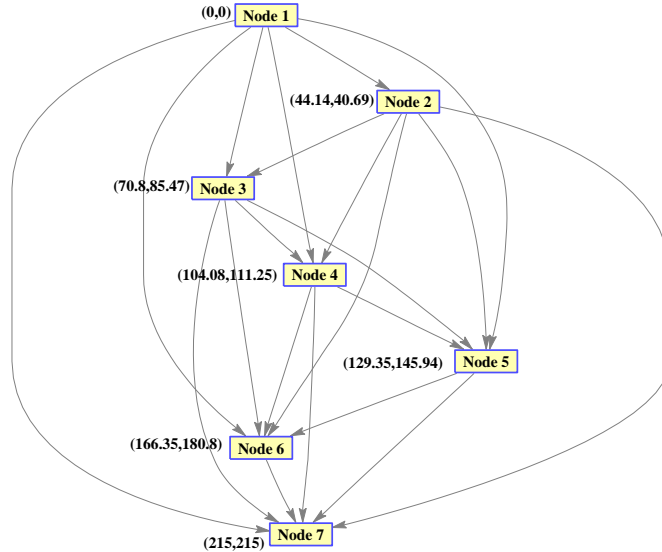 (0,0) Node 1
(44.14,40.69) Node 2
(70.8,85.47) Node 3
(104.08,111.25) Node 4
(129.35,145.94) Node 5
(166.35,180.8) Node 6
(215,215) Node 7